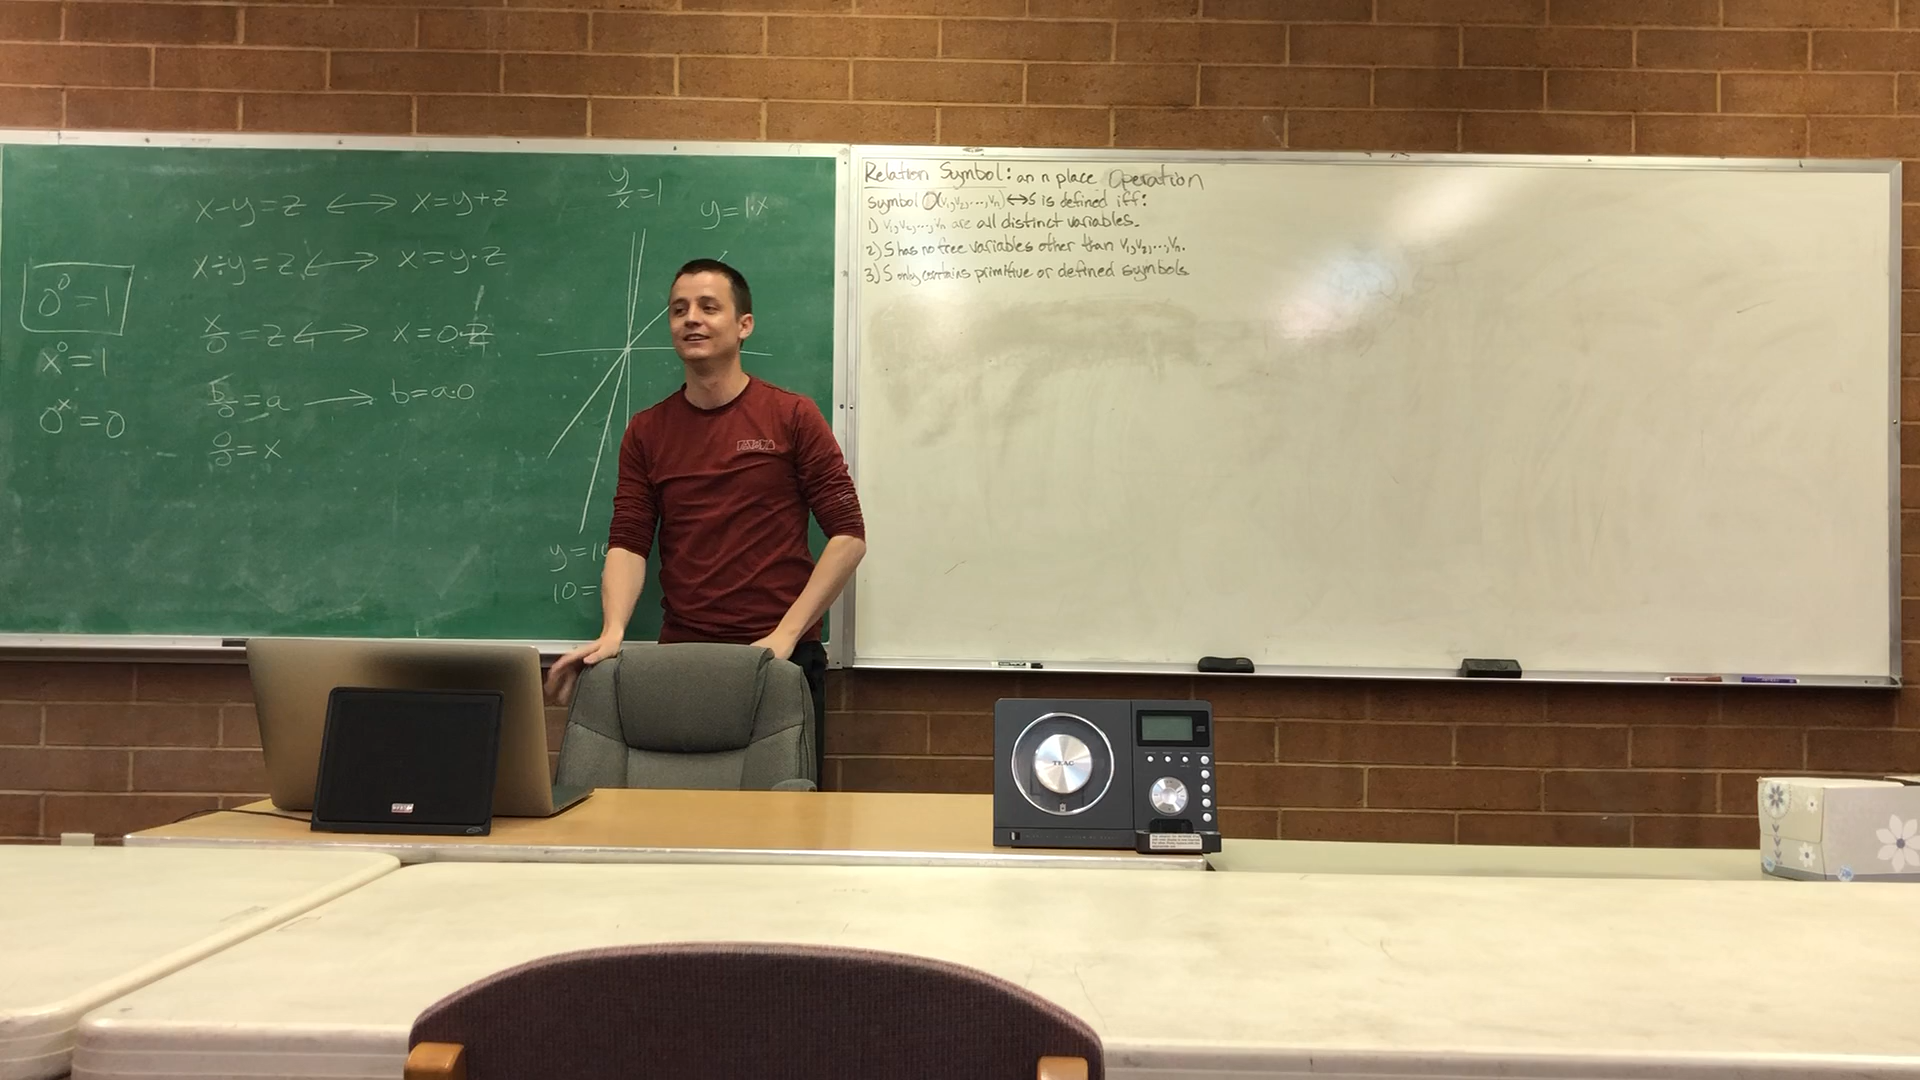 x-y=z ⟷ x=y+z
x÷y=z ⟷ x=y·z
x/0=z ⟷ x=0·z
b/0=a ⟶ b=a·0
0/0=x
0⁰=1
x⁰=1
0ˣ=0
y/x=1
y=1·x
10=
Relation Symbol: an n place Operation
symbol O(v₁,v₂,...,vₙ)⟷S is defined iff:
1) v₁,v₂,...,vₙ are all distinct variables.
2) S has no free variables other than v₁,v₂,...,vₙ.
3) S only contains primitive or defined symbols
TEAC